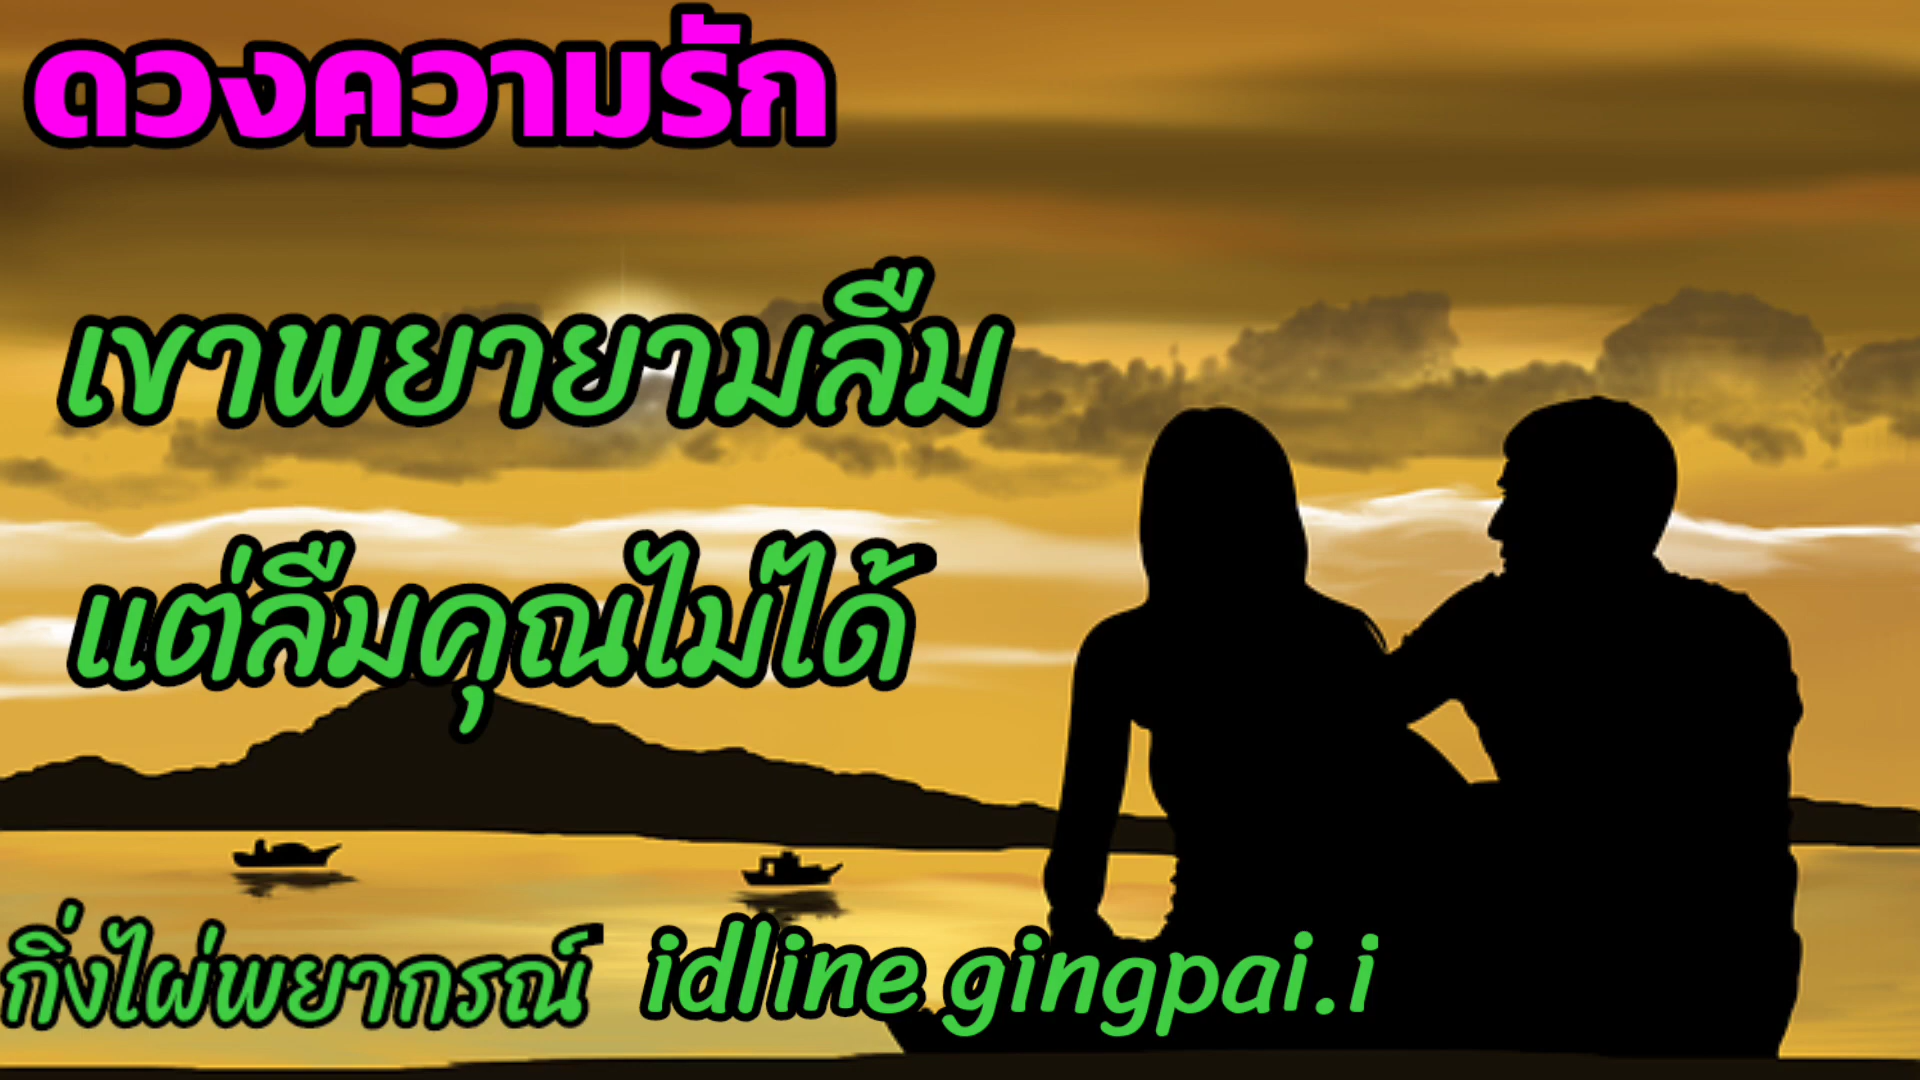 ดวงความรัก
เขาพยายามลืม
แต่ลืมคุณไม่ได้
กิ่งไผ่พยากรณ์ idline gingpai.i